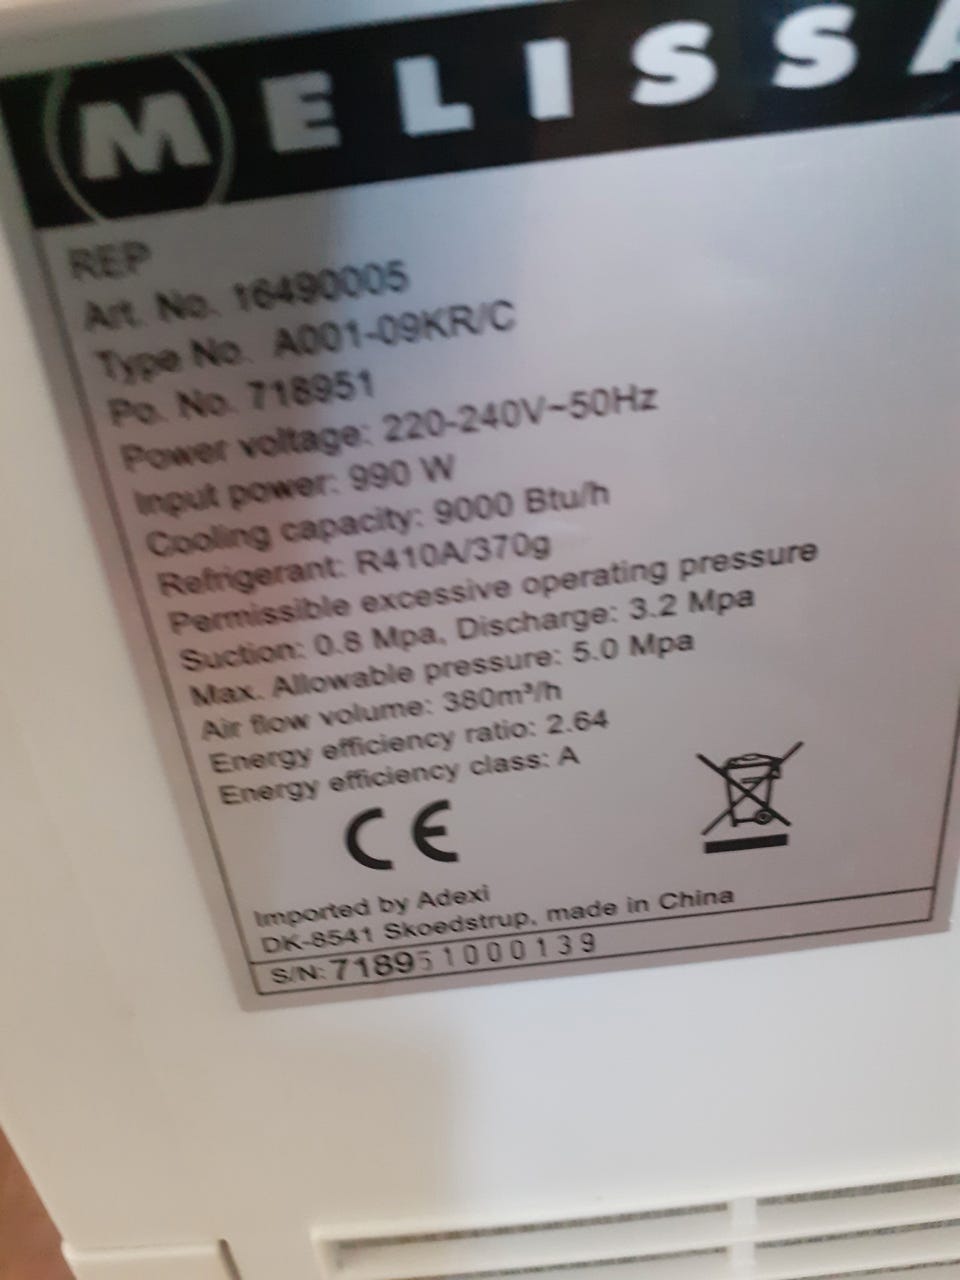 MELISSA
REP
Art. No. 16490005
Type No. A001-09KR/C
Po. No. 718951
Power voltage: 220-240V~50Hz
Input power: 990 W
Cooling capacity: 9000 Btu/h
Refrigerant: R410A/370g
Permissible excessive operating pressure
Suction: 0.8 Mpa, Discharge: 3.2 Mpa
Max. Allowable pressure: 5.0 Mpa
Air flow volume: 380m³/h
Energy efficiency ratio: 2.64
Energy efficiency class: A
CE
Imported by Adexi
DK-8541 Skoedstrup, made in China
S/N: 718951000139